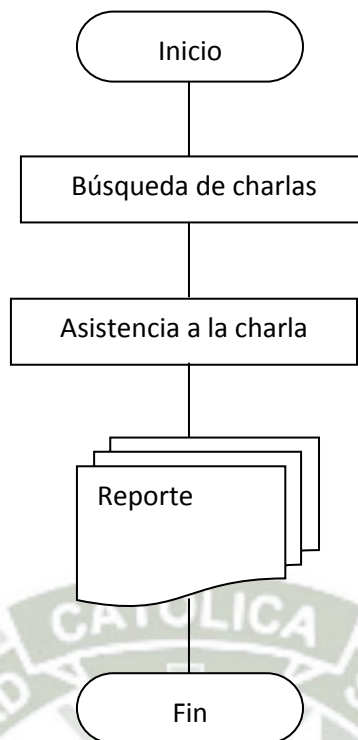 Inicio
Búsqueda de charlas
Asistencia a la charla
Reporte
CATOLICA
Fin